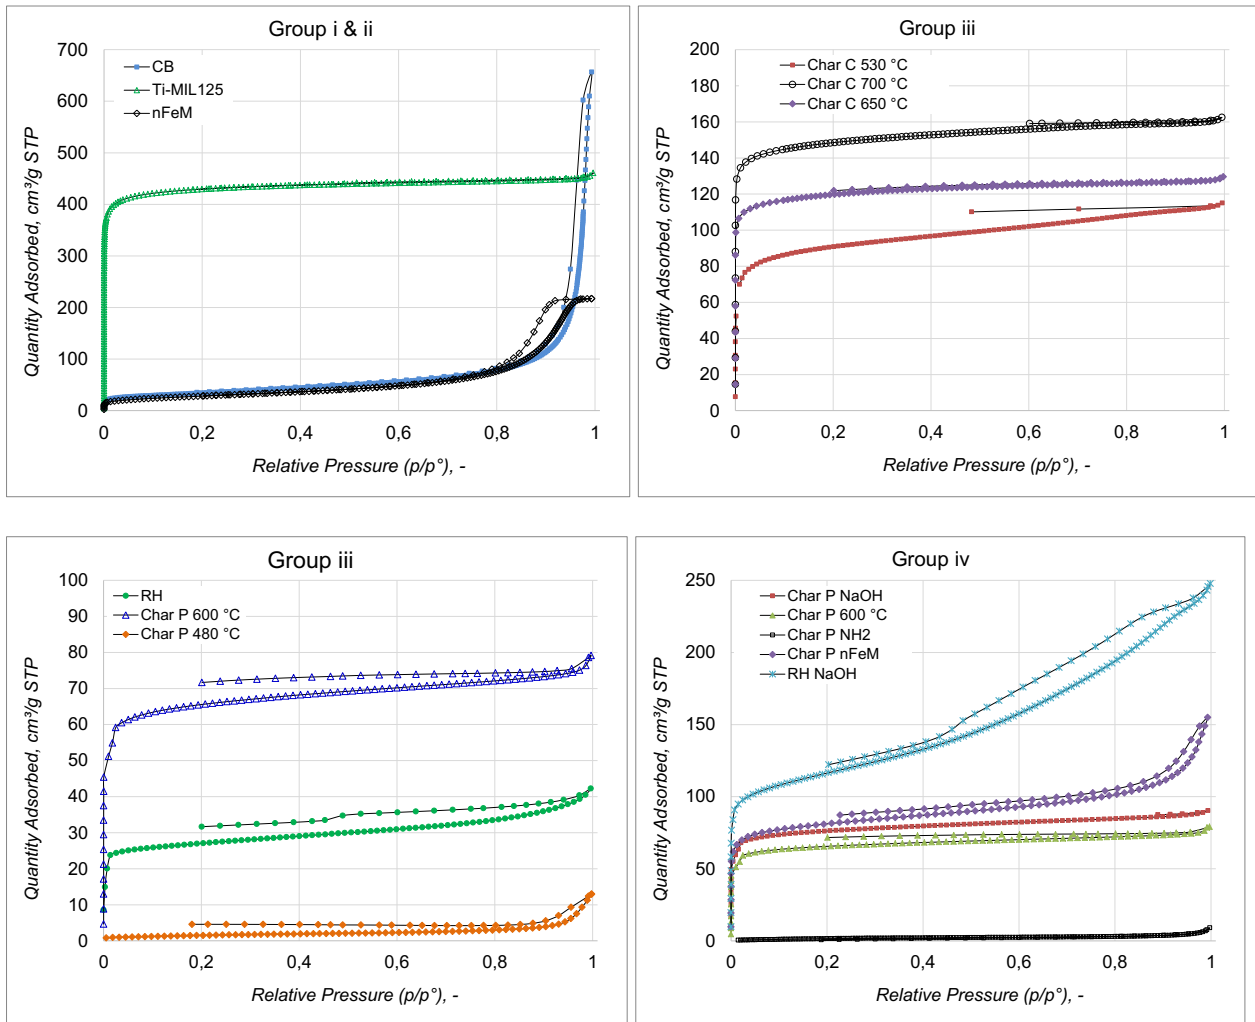 Group i & ii
CB
Ti-MIL125
nFeM
Quantity Adsorbed, cm³/g STP
700
600
500
400
300
200
100
0
0
0,2
0,4
0,6
0,8
1
Relative Pressure (p/p°), -
Group iii
Char C 530 °C
Char C 700 °C
Char C 650 °C
Quantity Adsorbed, cm³/g STP
200
180
160
140
120
100
80
60
40
20
0
0
0,2
0,4
0,6
0,8
1
Relative Pressure (p/p°), -
Group iii
RH
Char P 600 °C
Char P 480 °C
Quantity Adsorbed, cm³/g STP
100
90
80
70
60
50
40
30
20
10
0
0
0,2
0,4
0,6
0,8
1
Relative Pressure (p/p°), -
Group iv
Char P NaOH
Char P 600 °C
Char P NH2
Char P nFeM
RH NaOH
Quantity Adsorbed, cm³/g STP
250
200
150
100
50
0
0
0,2
0,4
0,6
0,8
1
Relative Pressure (p/p°), -